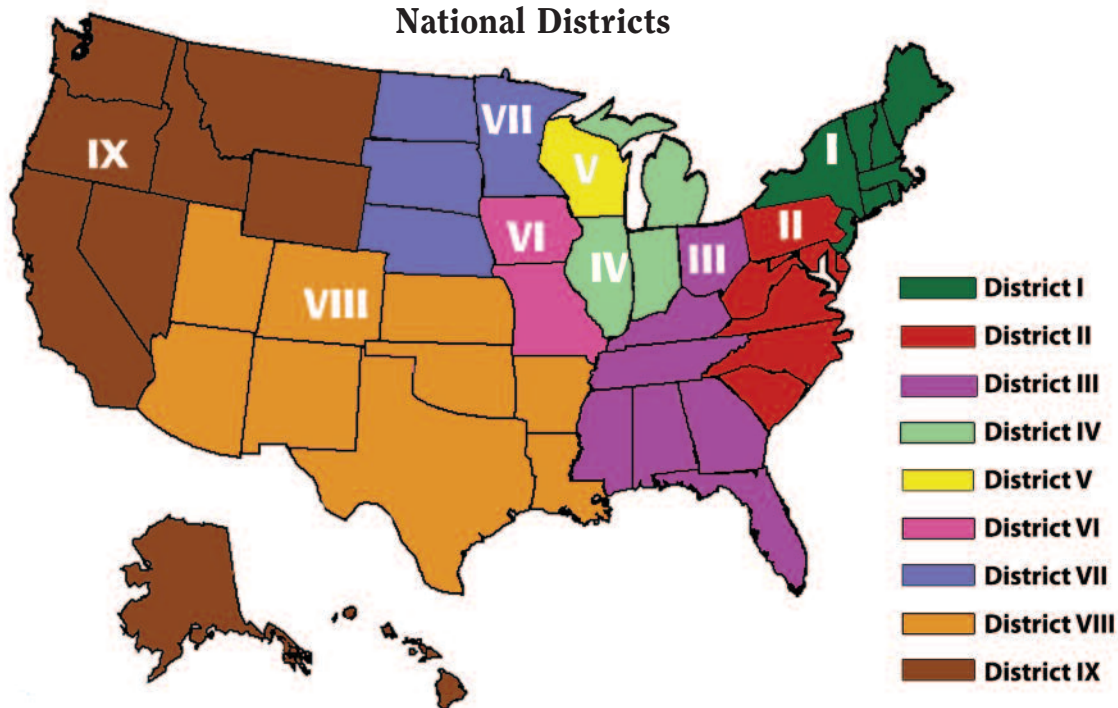 National Districts
VII
I
IX
V
II
VI
III
IV
VIII
District I
District II
District III
District IV
District V
District VI
District VII
District VIII
District IX